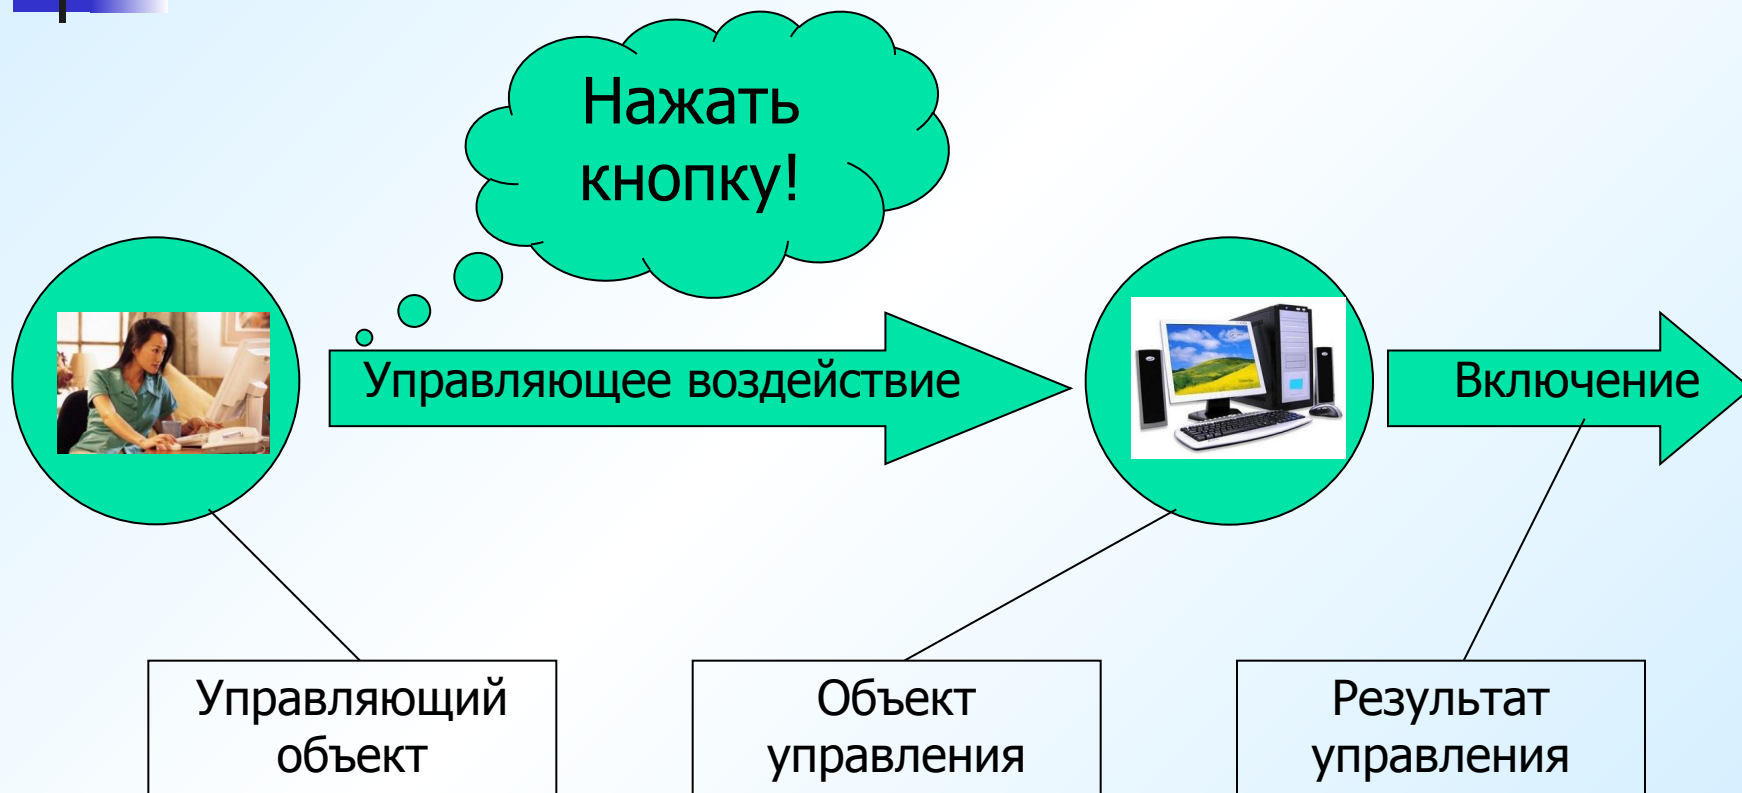 Нажать
кнопку!
Управляющее воздействие
Включение
Управляющий
объект
Объект
управления
Результат
управления